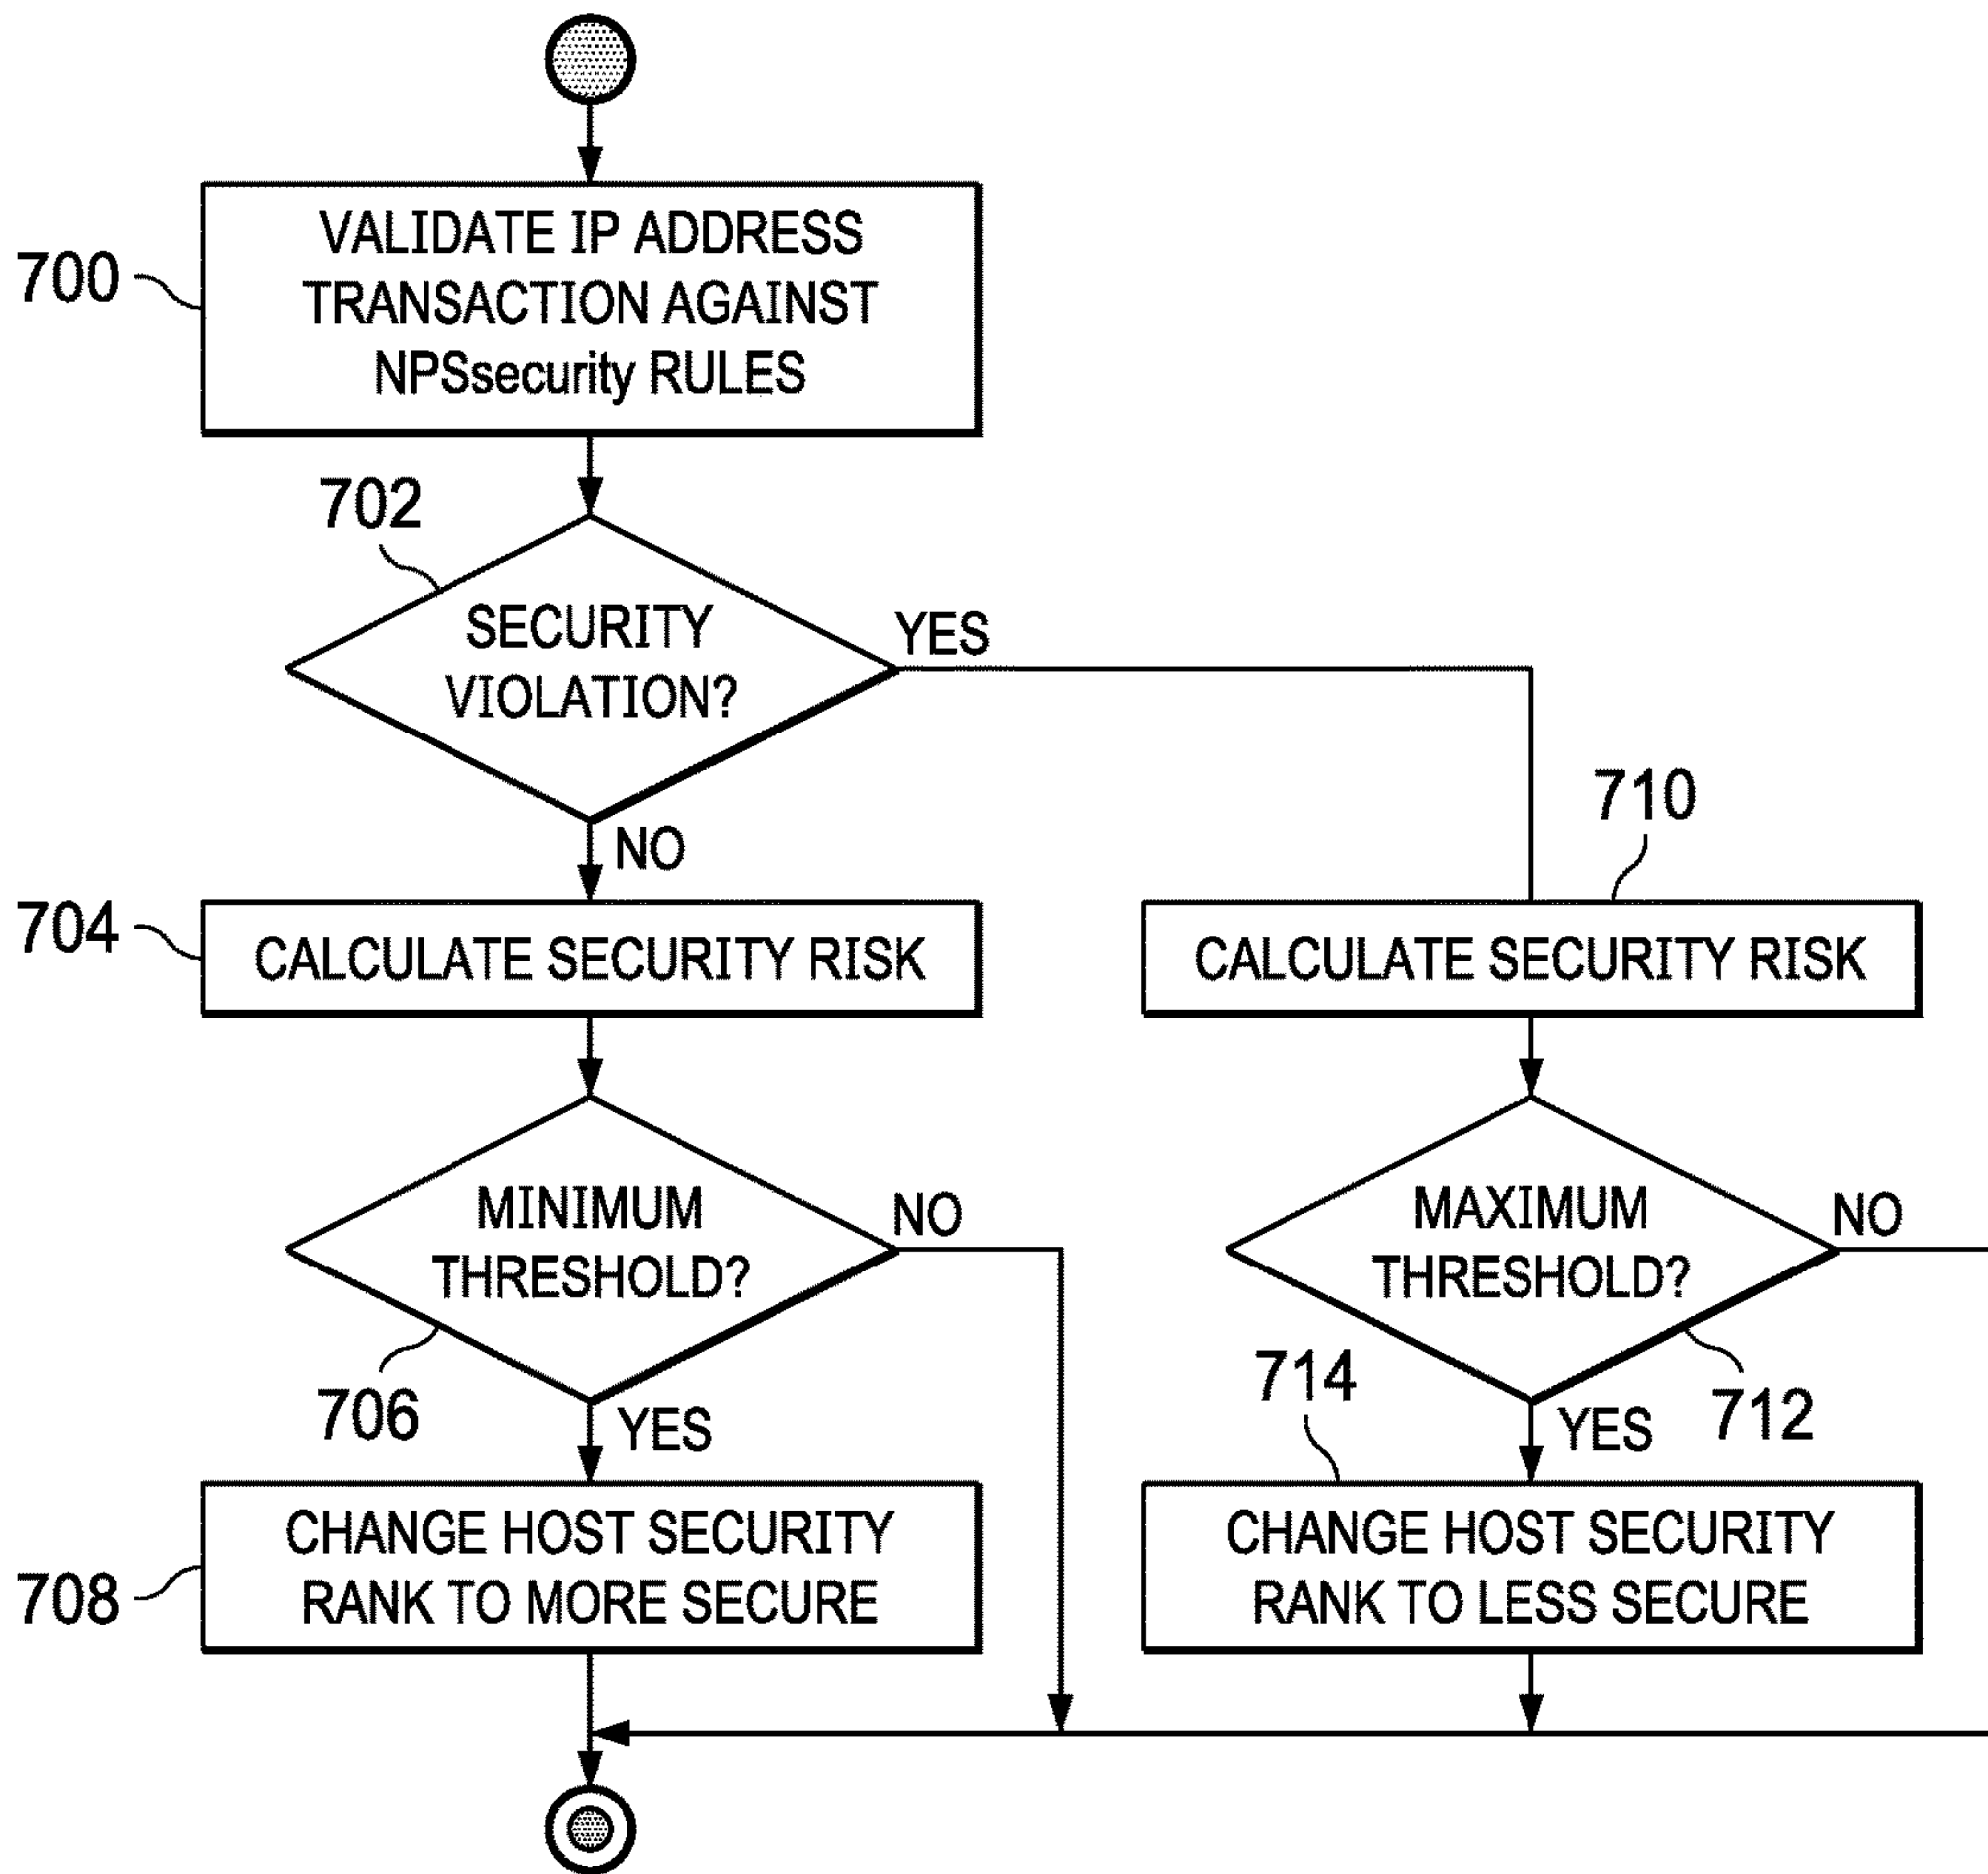 VALIDATE IP ADDRESS
TRANSACTION AGAINST
NPSsecurity RULES
700
702
SECURITY
VIOLATION?
YES
NO
710
704
CALCULATE SECURITY RISK
CALCULATE SECURITY RISK
MINIMUM
THRESHOLD?
NO
MAXIMUM
THRESHOLD?
NO
706
YES
714
YES
712
CHANGE HOST SECURITY
RANK TO MORE SECURE
708
CHANGE HOST SECURITY
RANK TO LESS SECURE